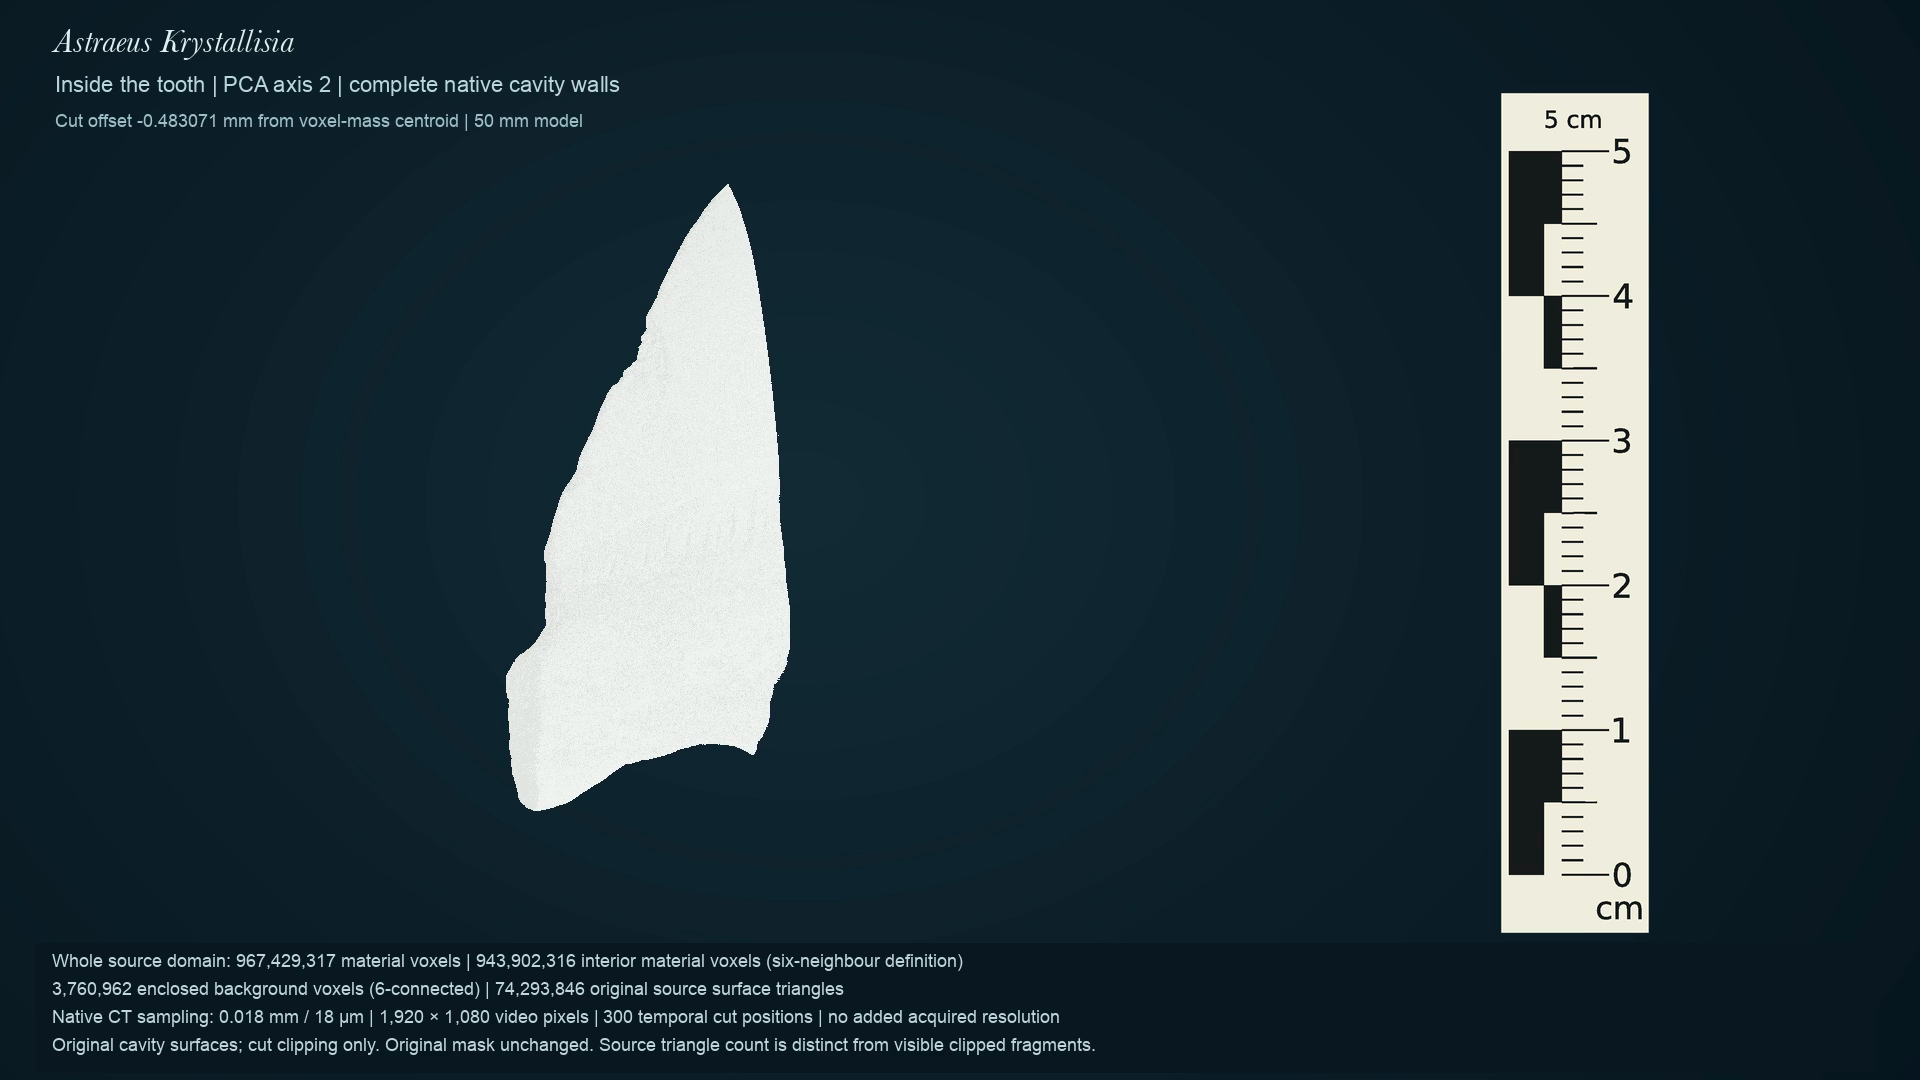 Astraeus Krystallisia
Inside the tooth | PCA axis 2 | complete native cavity walls
Cut offset -0.483071 mm from voxel-mass centroid | 50 mm model
5 cm
5
4
3
2
1
0
cm
Whole source domain: 967,429,317 material voxels | 943,902,316 interior material voxels (six-neighbour definition)
3,760,962 enclosed background voxels (6-connected) | 74,293,846 original source surface triangles
Native CT sampling: 0.018 mm / 18 µm | 1,920 × 1,080 video pixels | 300 temporal cut positions | no added acquired resolution
Original cavity surfaces; cut clipping only. Original mask unchanged. Source triangle count is distinct from visible clipped fragments.